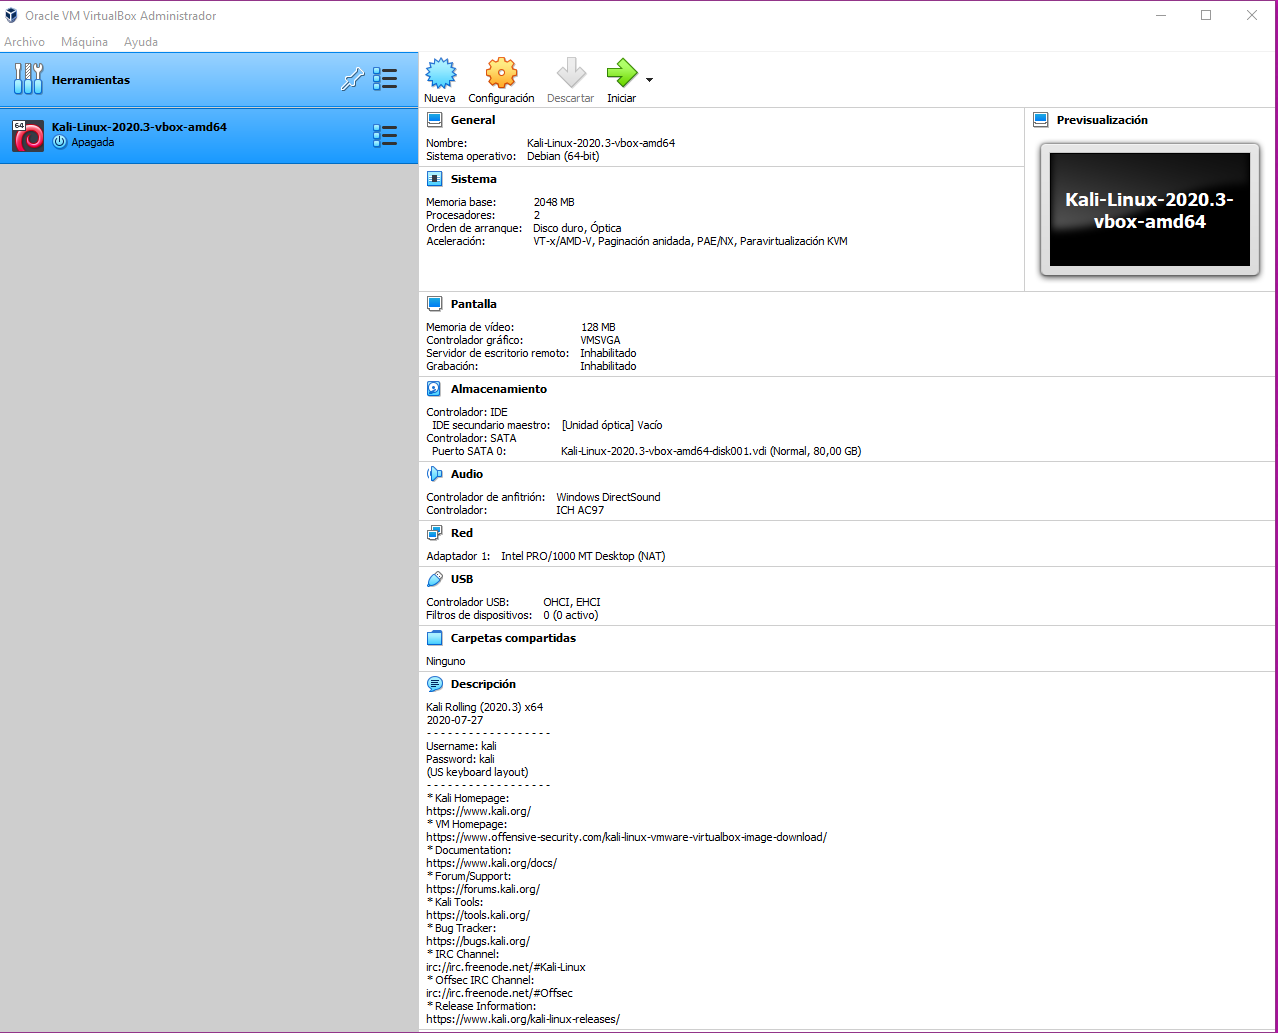 Oracle VM VirtualBox Administrador
Archivo Máquina Ayuda
Herramientas
64
Kali-Linux-2020.3-vbox-amd64
Apagada
Nueva Configuración Descartar Iniciar
General
Nombre: Kali-Linux-2020.3-vbox-amd64
Sistema operativo: Debian (64-bit)
Sistema
Memoria base: 2048 MB
Procesadores: 2
Orden de arranque: Disco duro, Óptica
Aceleración: VT-x/AMD-V, Paginación anidada, PAE/NX, Paravirtualización KVM
Previsualización
Kali-Linux-2020.3-
vbox-amd64
Pantalla
Memoria de vídeo: 128 MB
Controlador gráfico: VMSVGA
Servidor de escritorio remoto: Inhabilitado
Grabación: Inhabilitado
Almacenamiento
Controlador: IDE
IDE secundario maestro: [Unidad óptica] Vacío
Controlador: SATA
Puerto SATA 0: Kali-Linux-2020.3-vbox-amd64-disk001.vdi (Normal, 80,00 GB)
Audio
Controlador de anfitrión: Windows DirectSound
Controlador: ICH AC97
Red
Adaptador 1: Intel PRO/1000 MT Desktop (NAT)
USB
Controlador USB: OHCI, EHCI
Filtros de dispositivos: 0 (0 activo)
Carpetas compartidas
Ninguno
Descripción
Kali Rolling (2020.3) x64
2020-07-27
- - - - - - - - - - - - - - - - - -
Username: kali
Password: kali
(US keyboard layout)
- - - - - - - - - - - - - - - - - -
* Kali Homepage:
https://www.kali.org/
* VM Homepage:
https://www.offensive-security.com/kali-linux-vmware-virtualbox-image-download/
* Documentation:
https://www.kali.org/docs/
* Forum/Support:
https://forums.kali.org/
* Kali Tools:
https://tools.kali.org/
* Bug Tracker:
https://bugs.kali.org/
* IRC Channel:
irc://irc.freenode.net/#Kali-Linux
* Offsec IRC Channel:
irc://irc.freenode.net/#Offsec
* Release Information:
https://www.kali.org/kali-linux-releases/